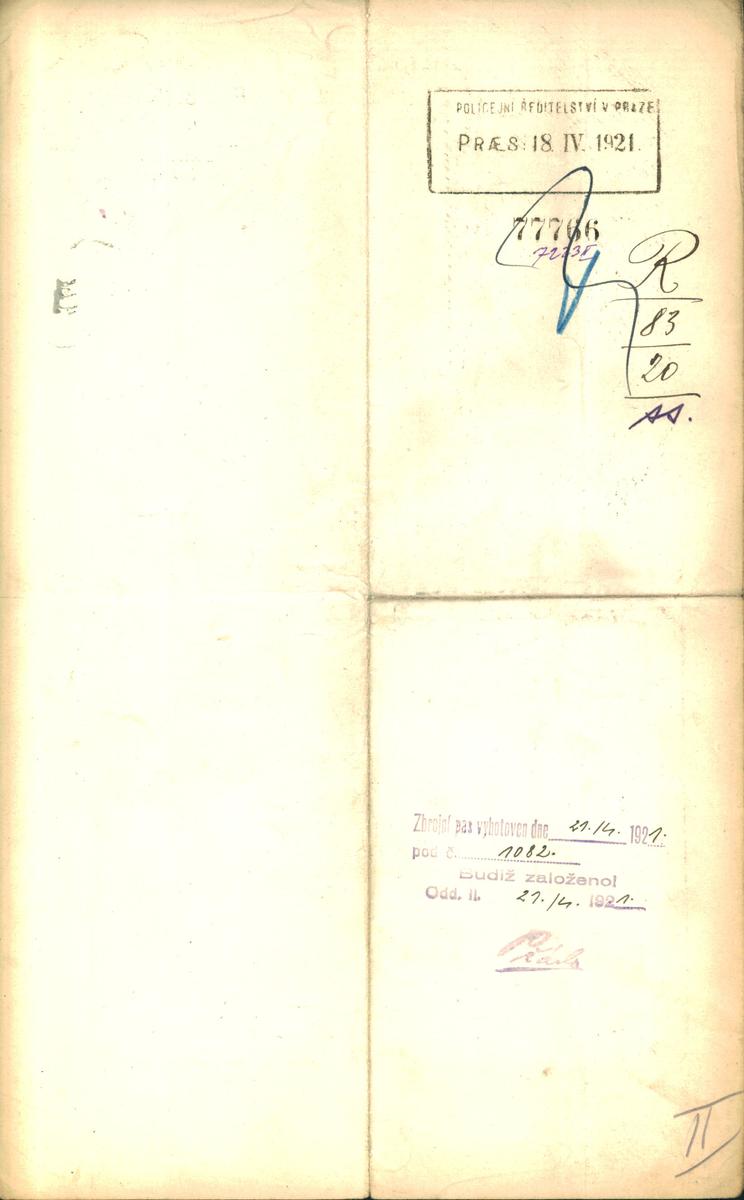 POLICEJNÍ ŘEDITELSTVÍ V PRAZE
PRÆS: 18. IV. 1921.
77766
R
83
20
ss.
Zbrojní pas vyhotoven dne 21./4. 1921.
pod č. 1082.
Budiž založeno!
Odd. II. 21./4. 1921.
II